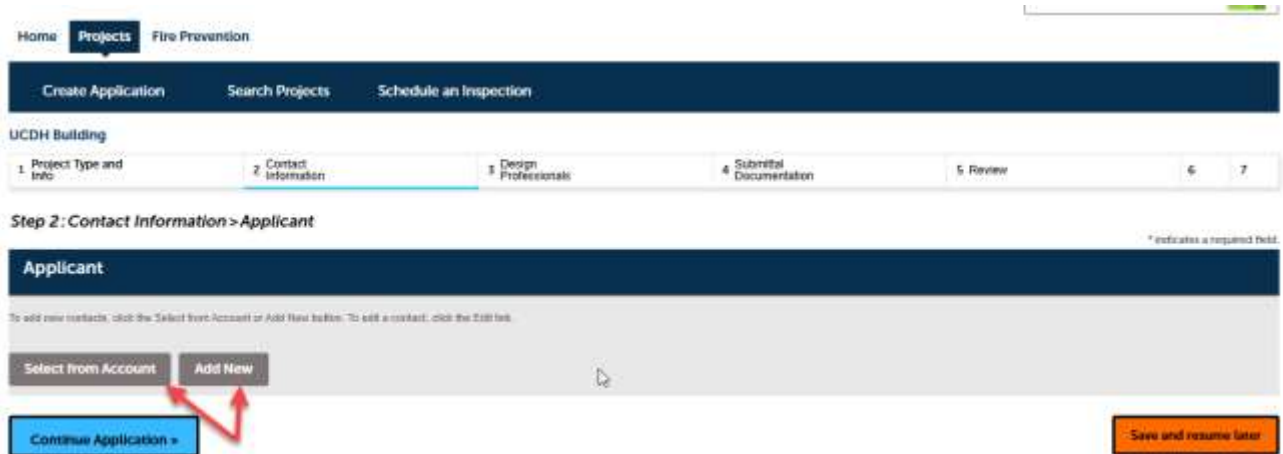 Home Projects Fire Prevention
Create Application Search Projects Schedule an Inspection
UCDH Building
1 Project Type and Info 2 Contact Information 3 Design Professionals 4 Submittal Documentation 5 Review 6 7
Step 2: Contact Information > Applicant
* indicates a required field.
Applicant
To add new contacts, click the Select from Account or Add New button. To edit a contact, click the Edit link.
Select from Account Add New
Continue Application »
Save and resume later